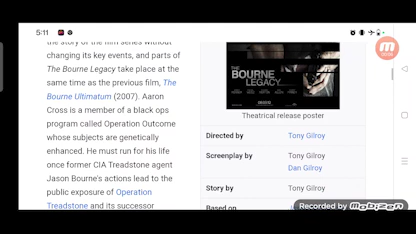 5:11
the story of the film series without
changing its key events, and parts of
The Bourne Legacy take place at the
same time as the previous film, The
Bourne Ultimatum (2007). Aaron
Cross is a member of a black ops
program called Operation Outcome
whose subjects are genetically
enhanced. He must run for his life
once former CIA Treadstone agent
Jason Bourne's actions lead to the
public exposure of Operation
Treadstone and its successor
THE
BOURNE
LEGACY
Theatrical release poster
Directed by Tony Gilroy
Screenplay by Tony Gilroy
Dan Gilroy
Story by Tony Gilroy
Based on
Recorded by Mobizen